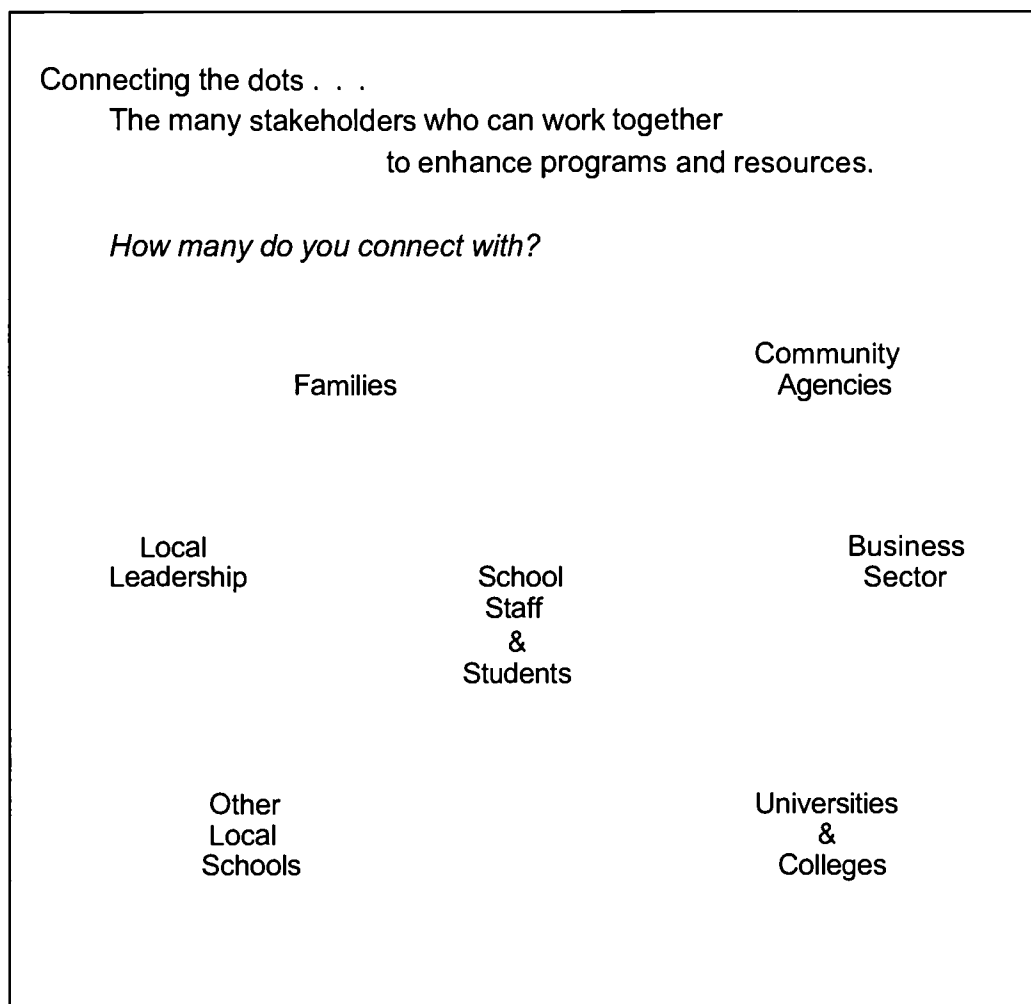 Connecting the dots . . .
The many stakeholders who can work together
to enhance programs and resources.
How many do you connect with?
Families
Community
Agencies
Local
Leadership
School
Staff
&
Students
Business
Sector
Other
Local
Schools
Universities
&
Colleges